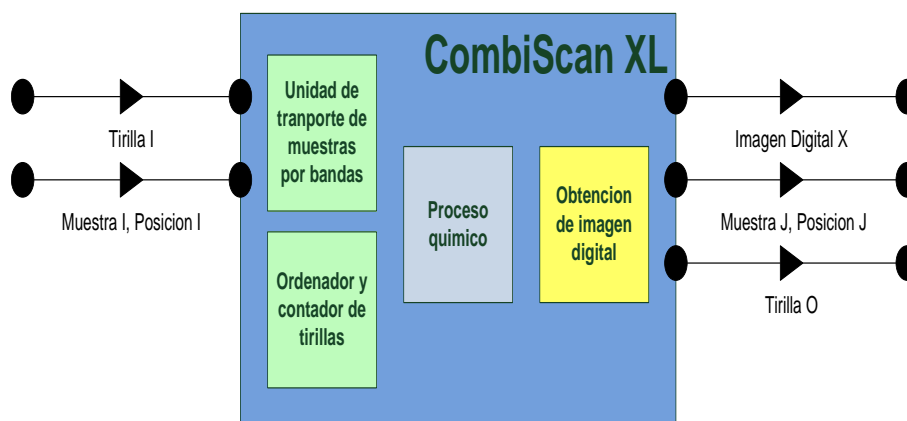 CombiScan XL
Unidad de
tranporte de
muestras
por bandas
Tirilla I
Muestra I, Posicion I
Ordenador y
contador de
tirillas
Proceso
quimico
Obtencion
de imagen
digital
Imagen Digital X
Muestra J, Posicion J
Tirilla O